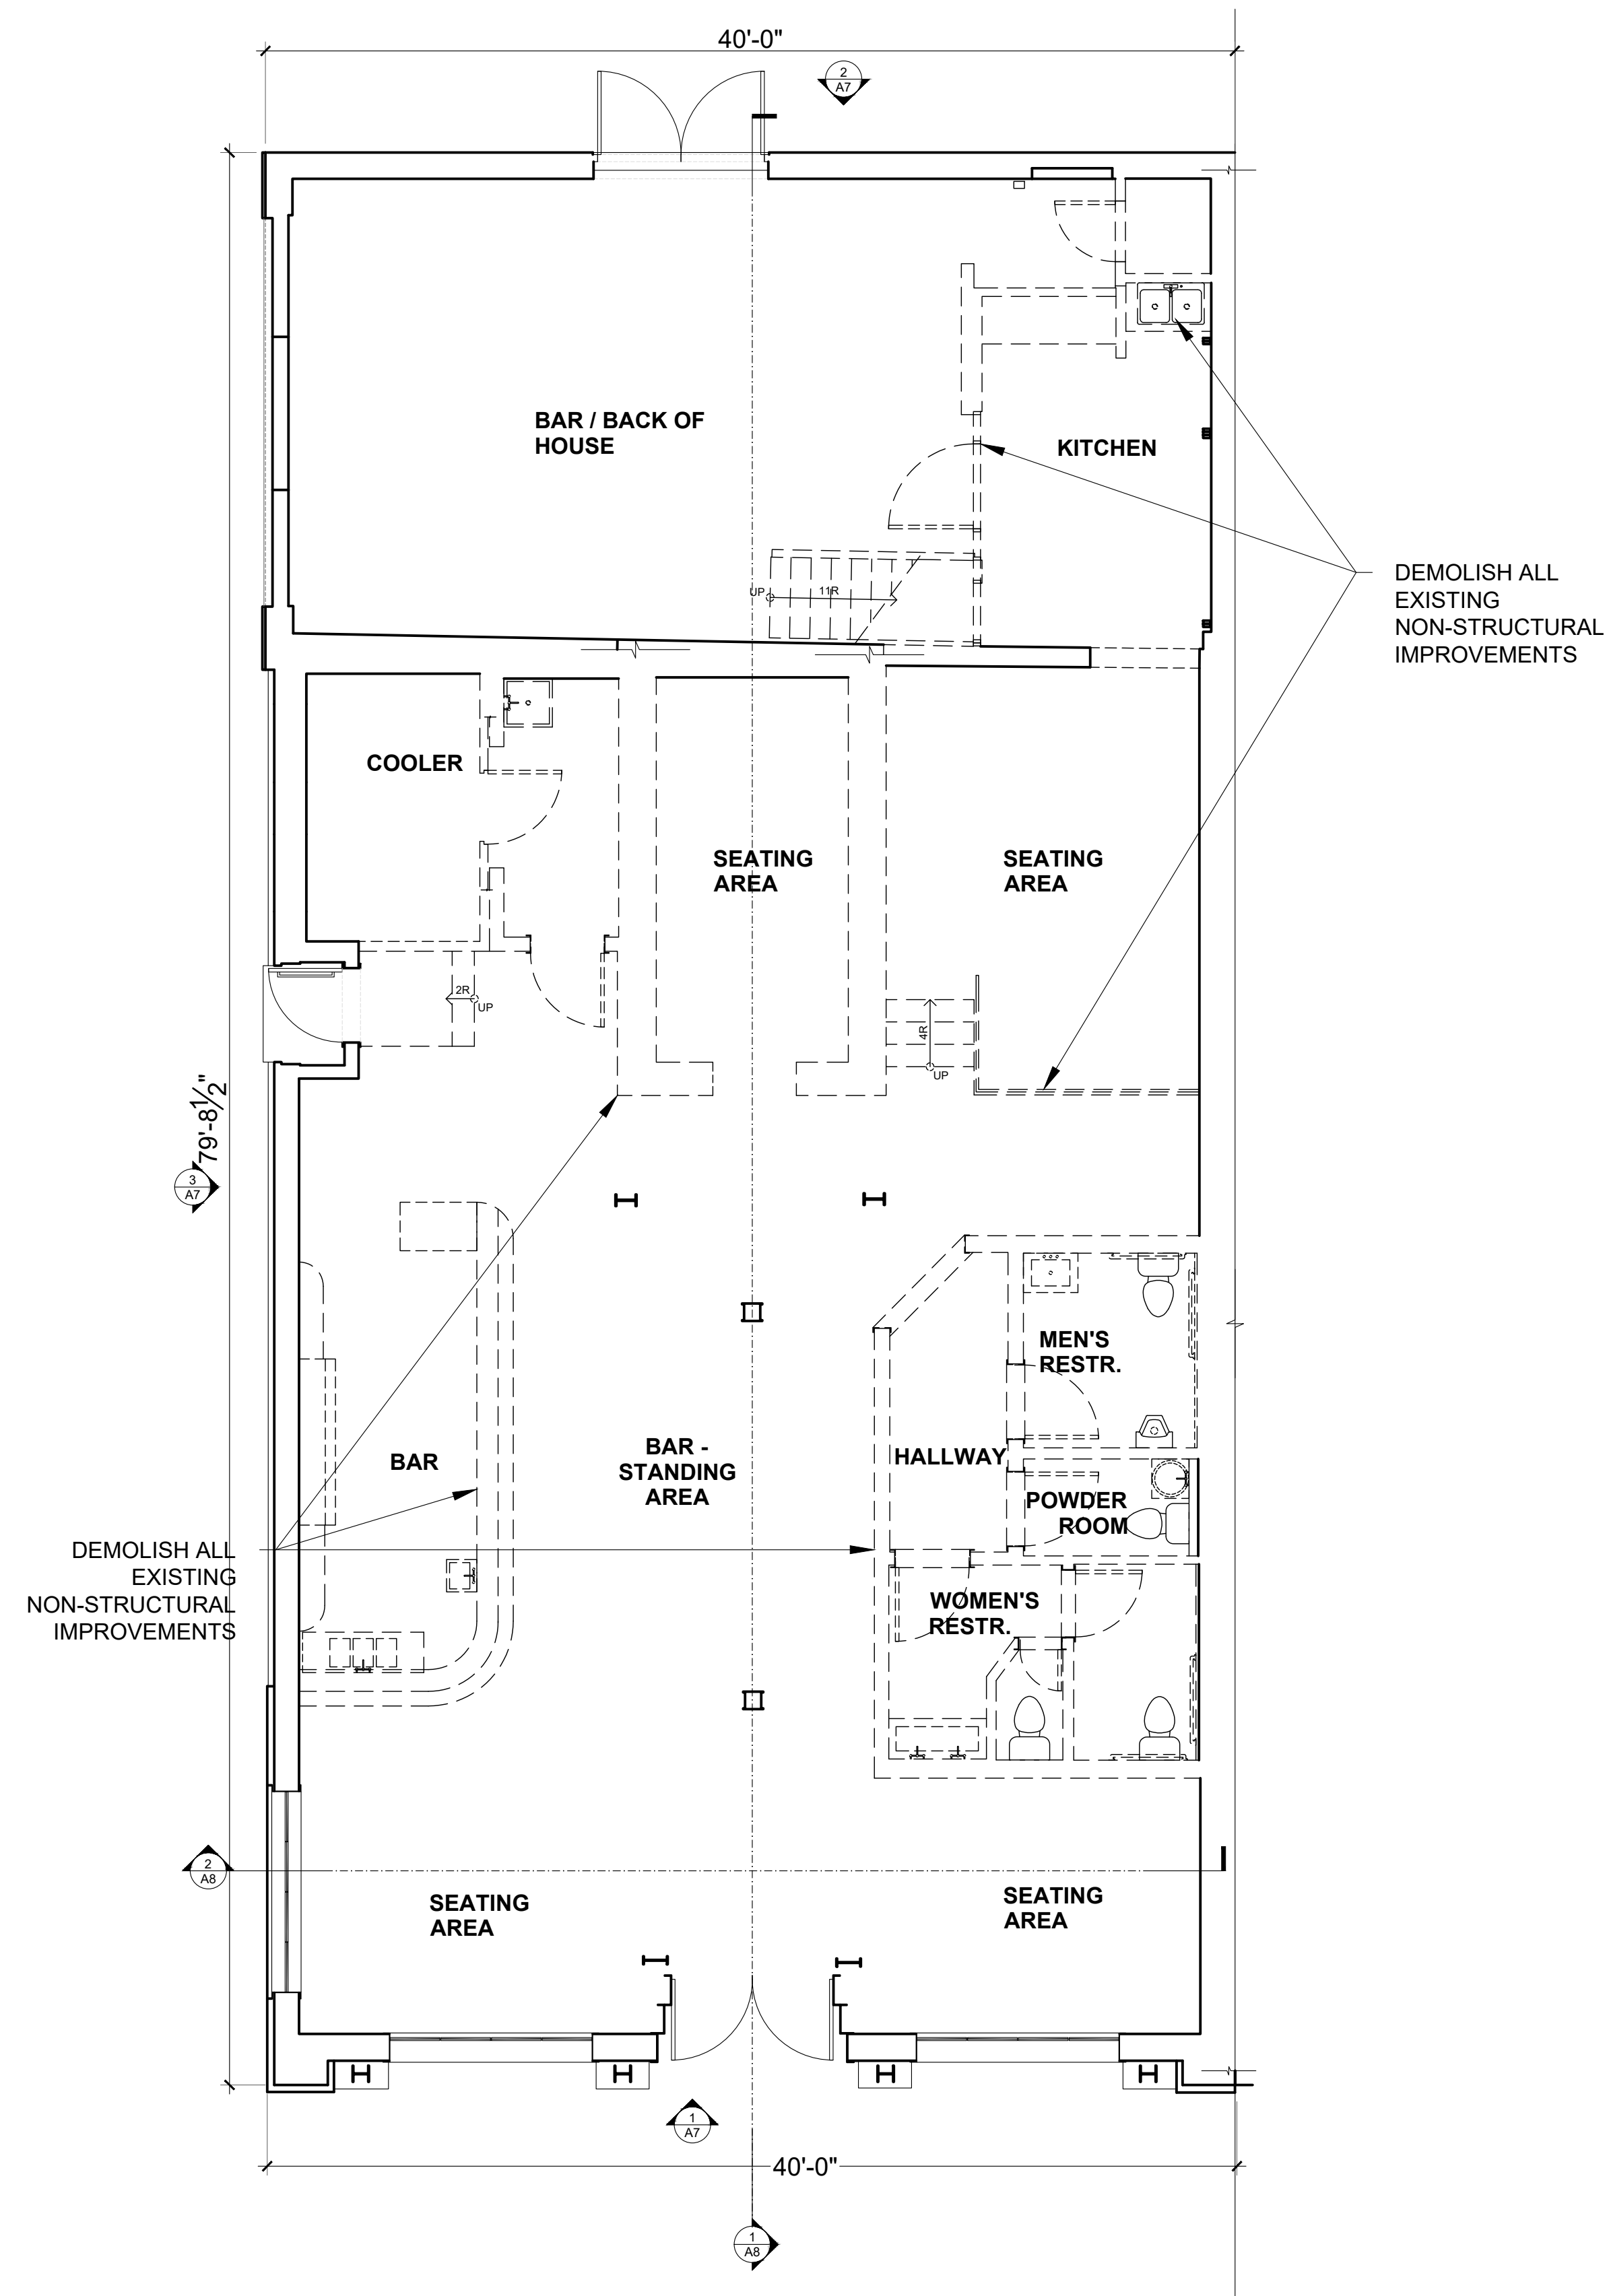 40'-0"
2
A7
BAR / BACK OF
HOUSE
KITCHEN
DEMOLISH ALL
EXISTING
NON-STRUCTURAL
IMPROVEMENTS
UP
11R
COOLER
SEATING
AREA
SEATING
AREA
2R
UP
4R
UP
79'-8½"
3
A7
MEN'S
RESTR.
BAR
BAR -
STANDING
AREA
HALLWAY
POWDER
ROOM
DEMOLISH ALL
EXISTING
NON-STRUCTURAL
IMPROVEMENTS
WOMEN'S
RESTR.
2
A8
SEATING
AREA
SEATING
AREA
1
A7
40'-0"
1
A8